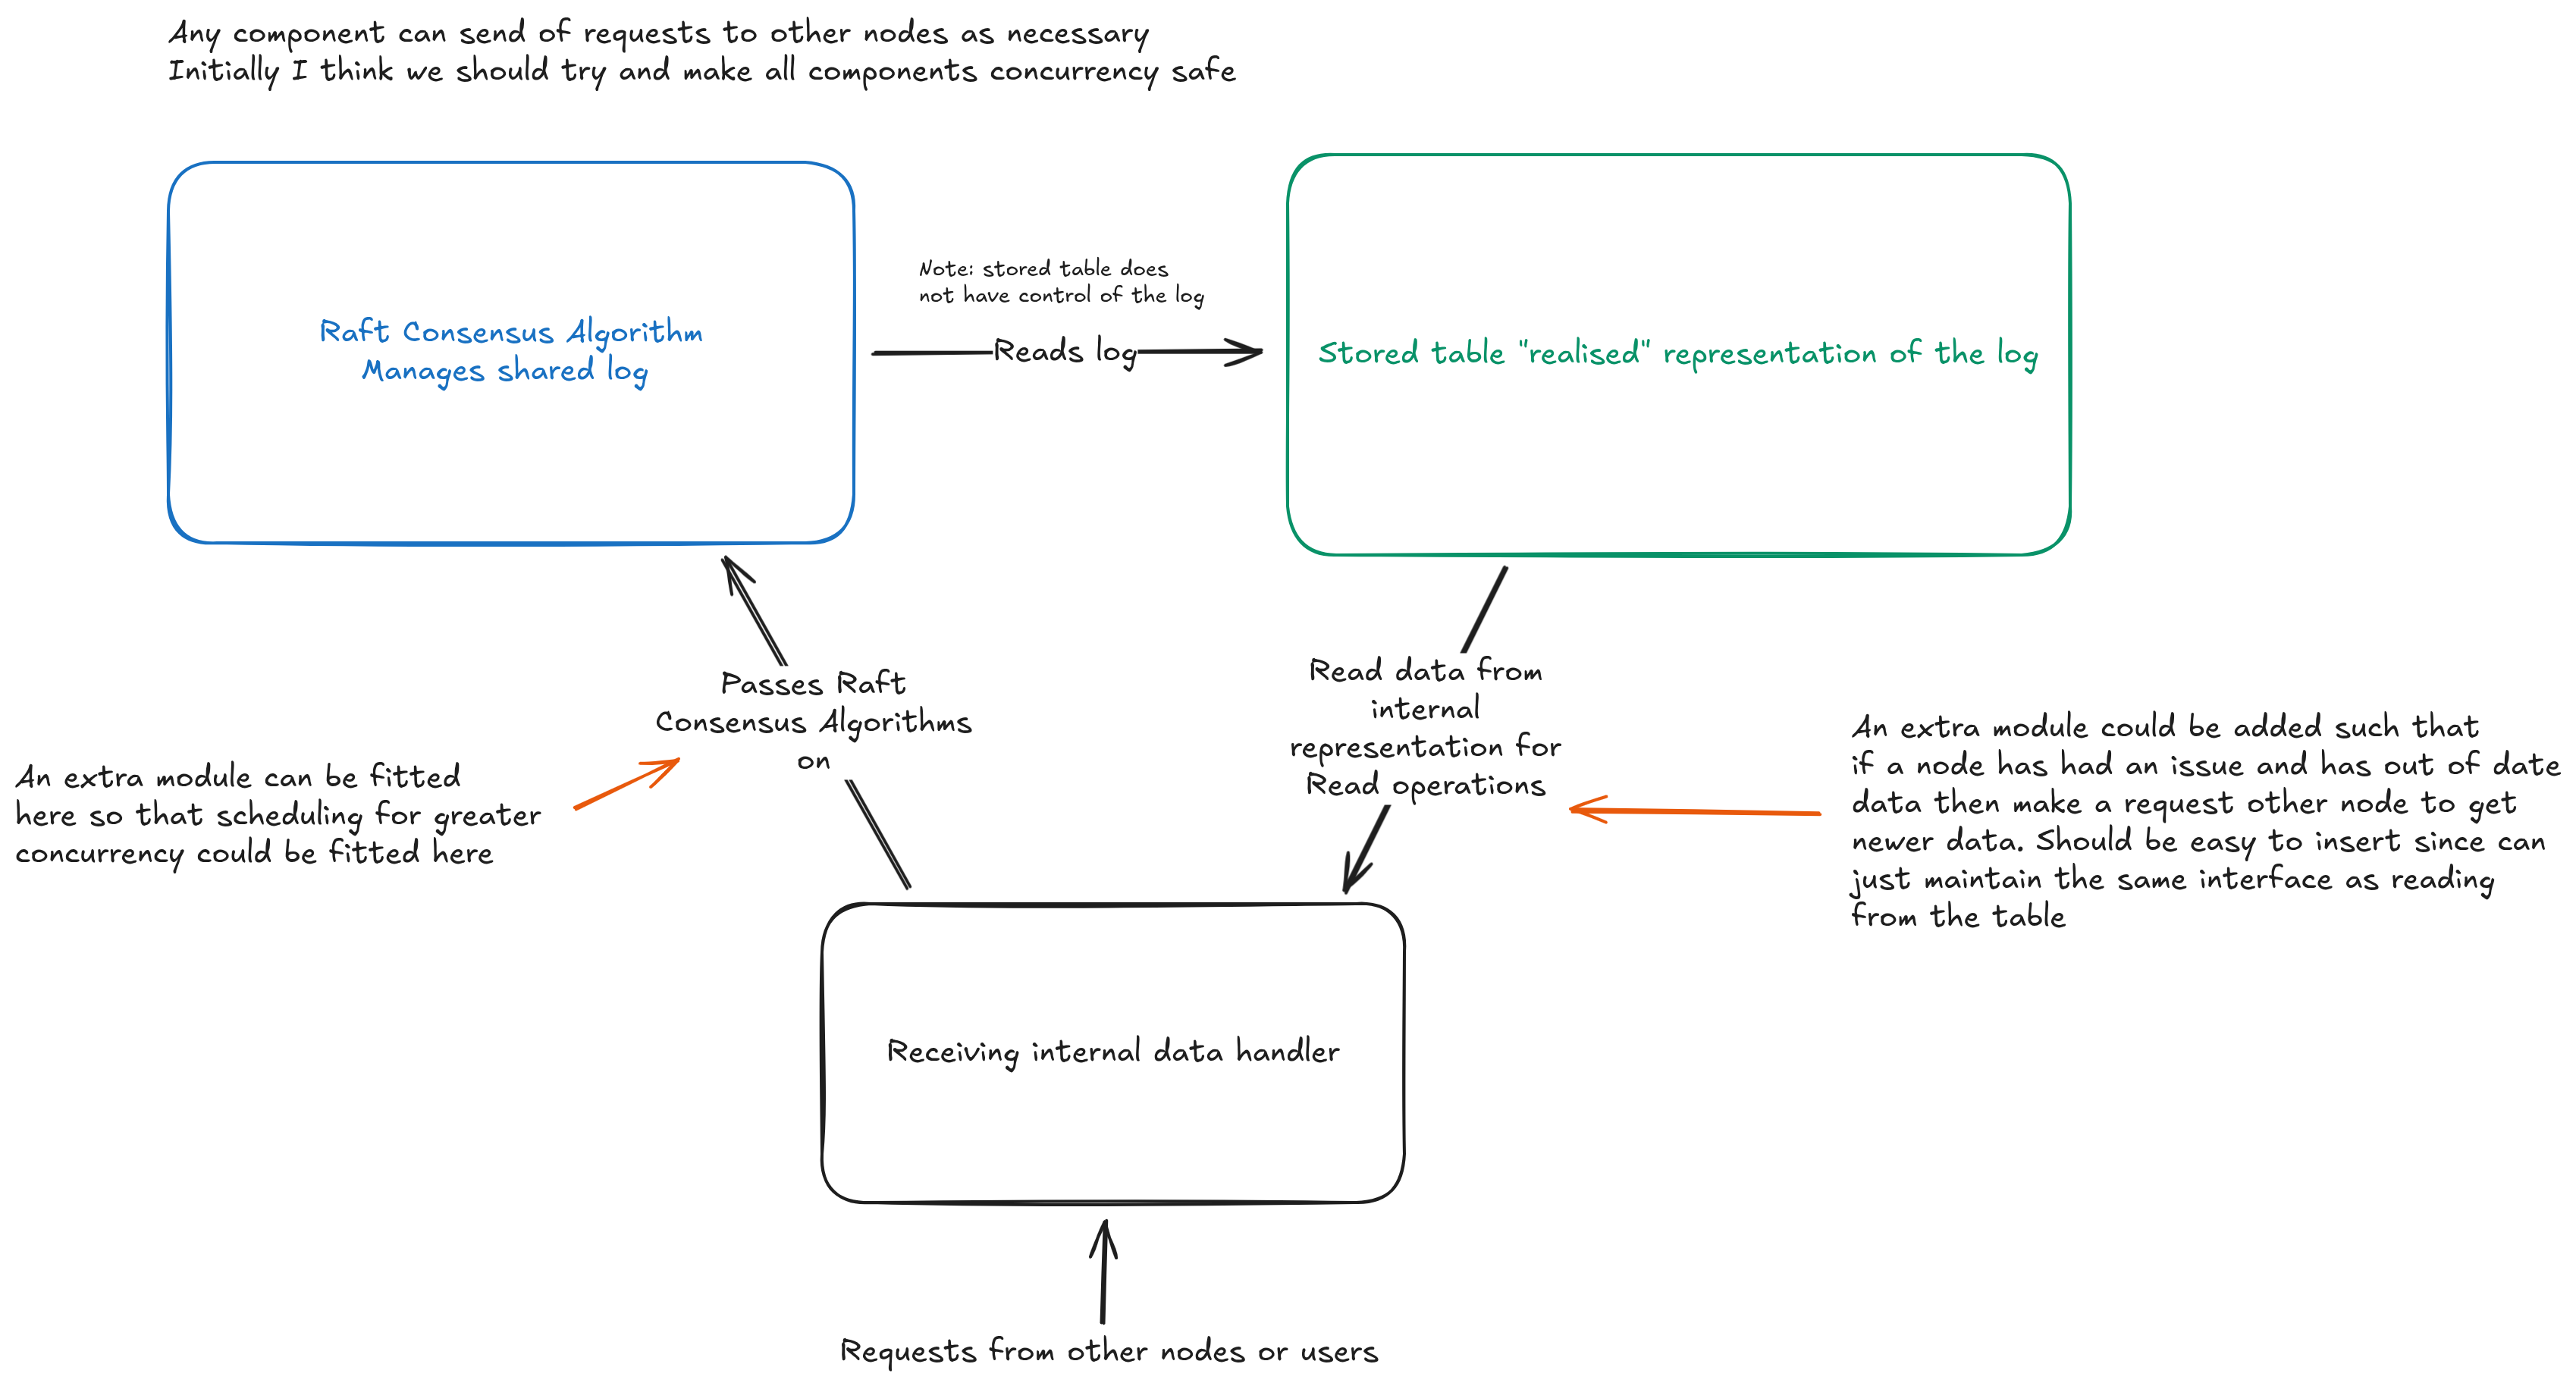 Any component can send of requests to other nodes as necessary
Initially I think we should try and make all components concurrency safe
Note: stored table does
not have control of the log
Raft Consensus Algorithm
Manages shared log
Reads log
Stored table "realised" representation of the log
Passes Raft
Consensus Algorithms
on
Read data from
internal
representation for
Read operations
An extra module can be fitted
here so that scheduling for greater
concurrency could be fitted here
An extra module could be added such that
if a node has had an issue and has out of date
data then make a request other node to get
newer data. Should be easy to insert since can
just maintain the same interface as reading
from the table
Receiving internal data handler
Requests from other nodes or users